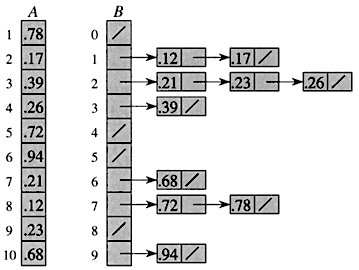 A B
1 .78 0 /
2 .17 1 .12 .17 /
3 .39 2 .21 .23 .26 /
4 .26 3 .39 /
5 .72 4 /
6 .94 5 /
7 .21 6 .68 /
8 .12 7 .72 .78 /
9 .23 8 /
10 .68 9 .94 /